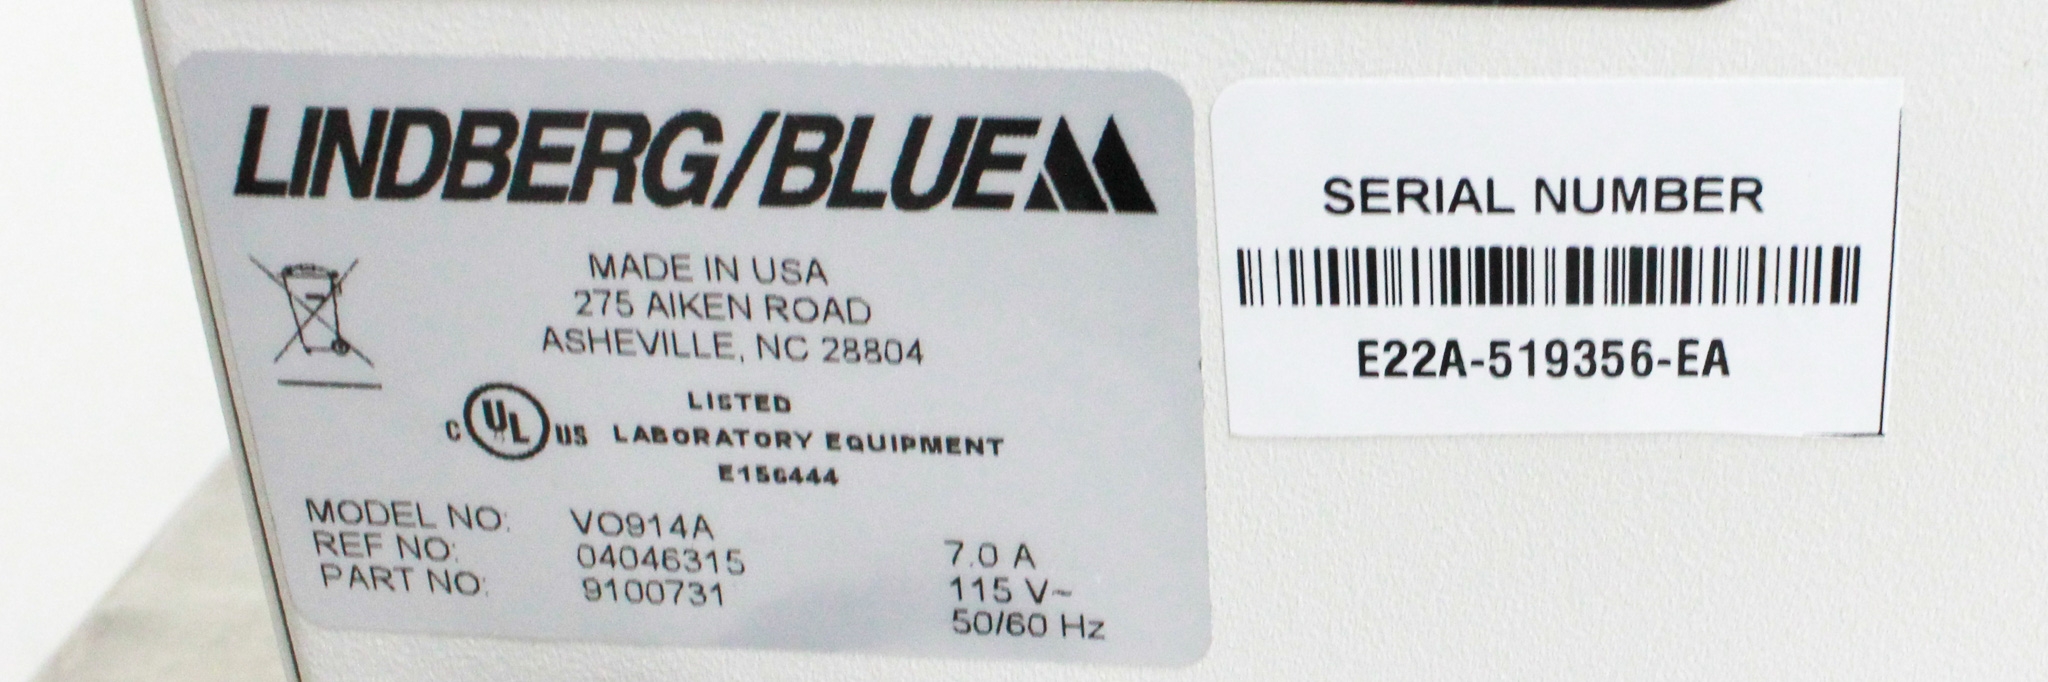 LINDBERG/BLUE M
MADE IN USA
275 AIKEN ROAD
ASHEVILLE, NC 28804
C UL US
LISTED
LABORATORY EQUIPMENT
E156444
MODEL NO: VO914A
REF NO: 04046315
PART NO: 9100731
7.0 A
115 V~
50/60 Hz
SERIAL NUMBER
E22A-519356-EA